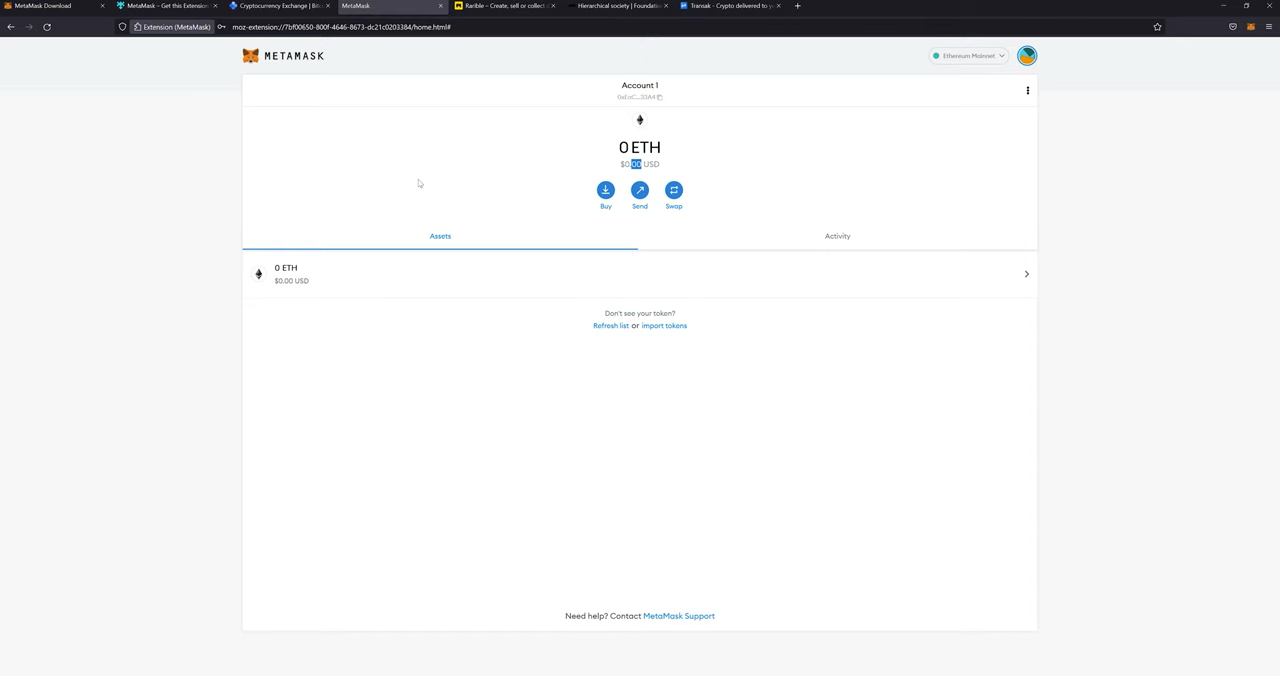 MetaMask Download
MetaMask – Get this Extension
Cryptocurrency Exchange | Bitc
MetaMask
Rarible – Create, sell or collect
Hierarchical society | Foundatio
Transak - Crypto delivered to y
Extension (MetaMask)
moz-extension://7bf00650-800f-4646-8673-dc21c0203384/home.html#
METAMASK
Ethereum Mainnet
Account 1
0xEaC...33A4
0 ETH
$0.00 USD
Buy
Send
Swap
Assets
Activity
0 ETH
$0.00 USD
Don't see your token?
Refresh list or import tokens
Need help? Contact MetaMask Support